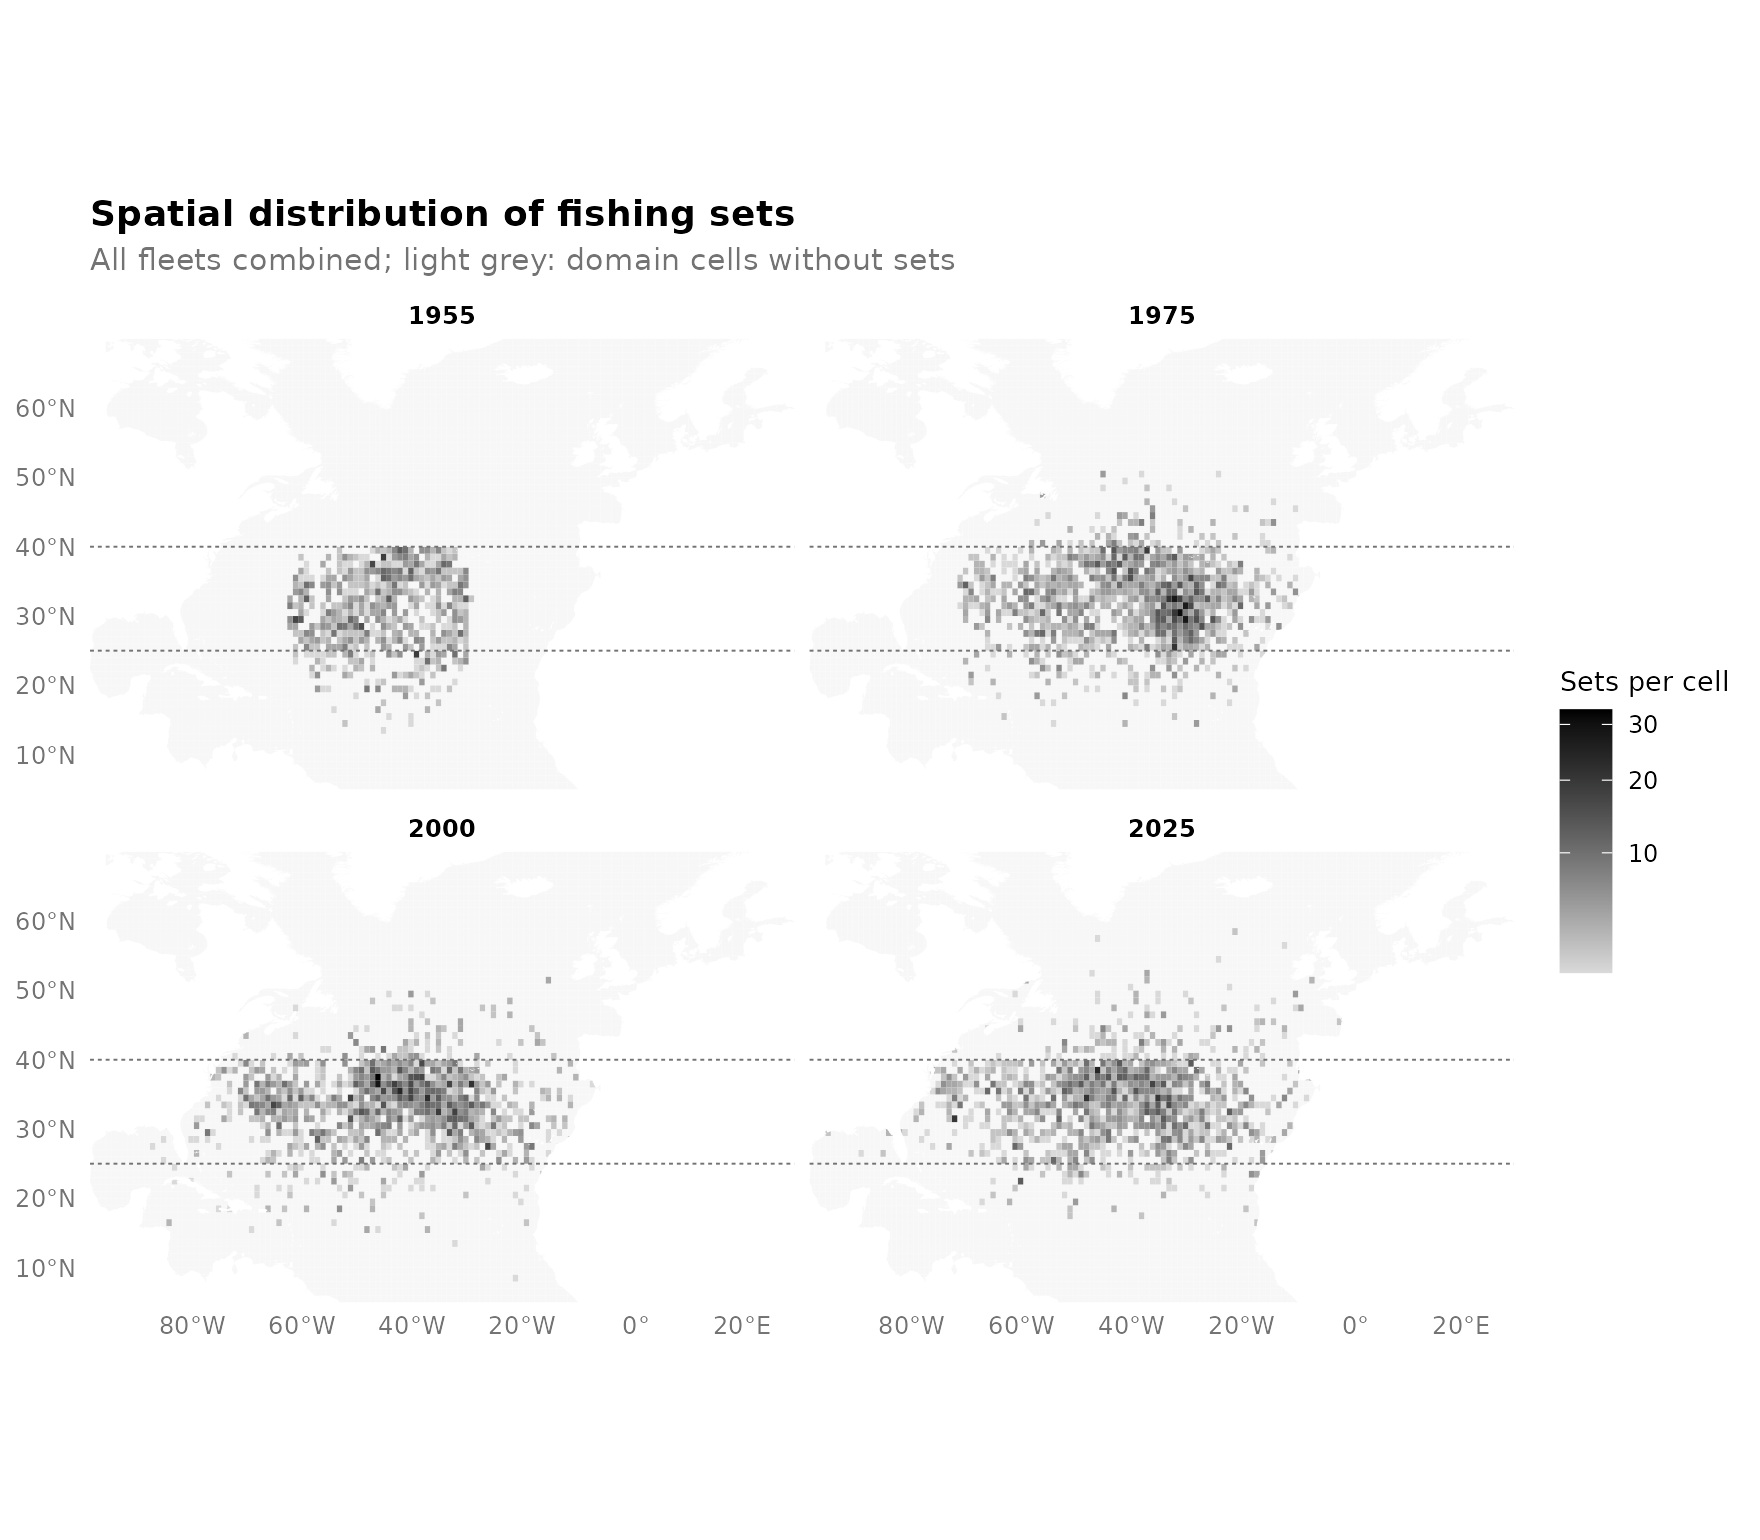 Spatial distribution of fishing sets
All fleets combined; light grey: domain cells without sets
1955
1975
60°N
50°N
40°N
30°N
20°N
10°N
Sets per cell
30
20
10
2000
2025
60°N
50°N
40°N
30°N
20°N
10°N
80°W 60°W 40°W 20°W 0° 20°E
80°W 60°W 40°W 20°W 0° 20°E